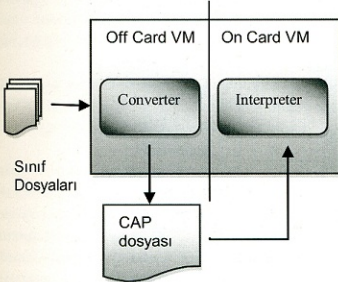 Off Card VM
On Card VM
Converter
Interpreter
Sınıf
Dosyaları
CAP
dosyası